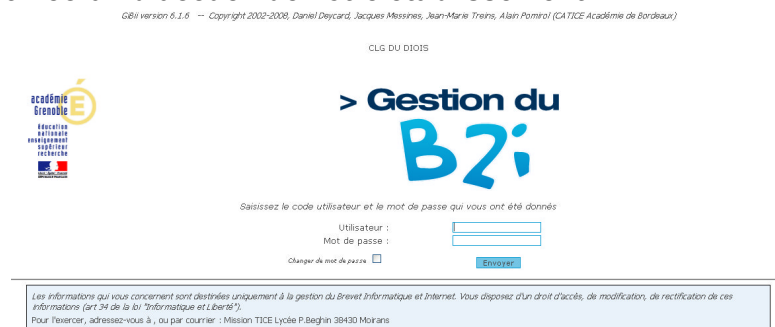 GiBii version 6.1.6 -- Copyright 2002-2008, Daniel Deycard, Jacques Messines, Jean-Marie Treins, Alain Pomirol (CATICE Académie de Bordeaux)
CLG DU DIOIS
académie
Grenoble
éducation
nationale
enseignement
supérieur
recherche
> Gestion du
B2i
Saisissez le code utilisateur et le mot de passe qui vous ont été donnés
Utilisateur :
Mot de passe :
Changer de mot de passe
Envoyer
Les informations qui vous concernent sont destinées uniquement à la gestion du Brevet Informatique et Internet. Vous disposez d'un droit d'accès, de modification, de rectification de ces
informations (art 34 de la loi "Informatique et Liberté").
Pour l'exercer, adressez-vous à , ou par courrier : Mission TICE Lycée P.Beghin 38430 Moirans